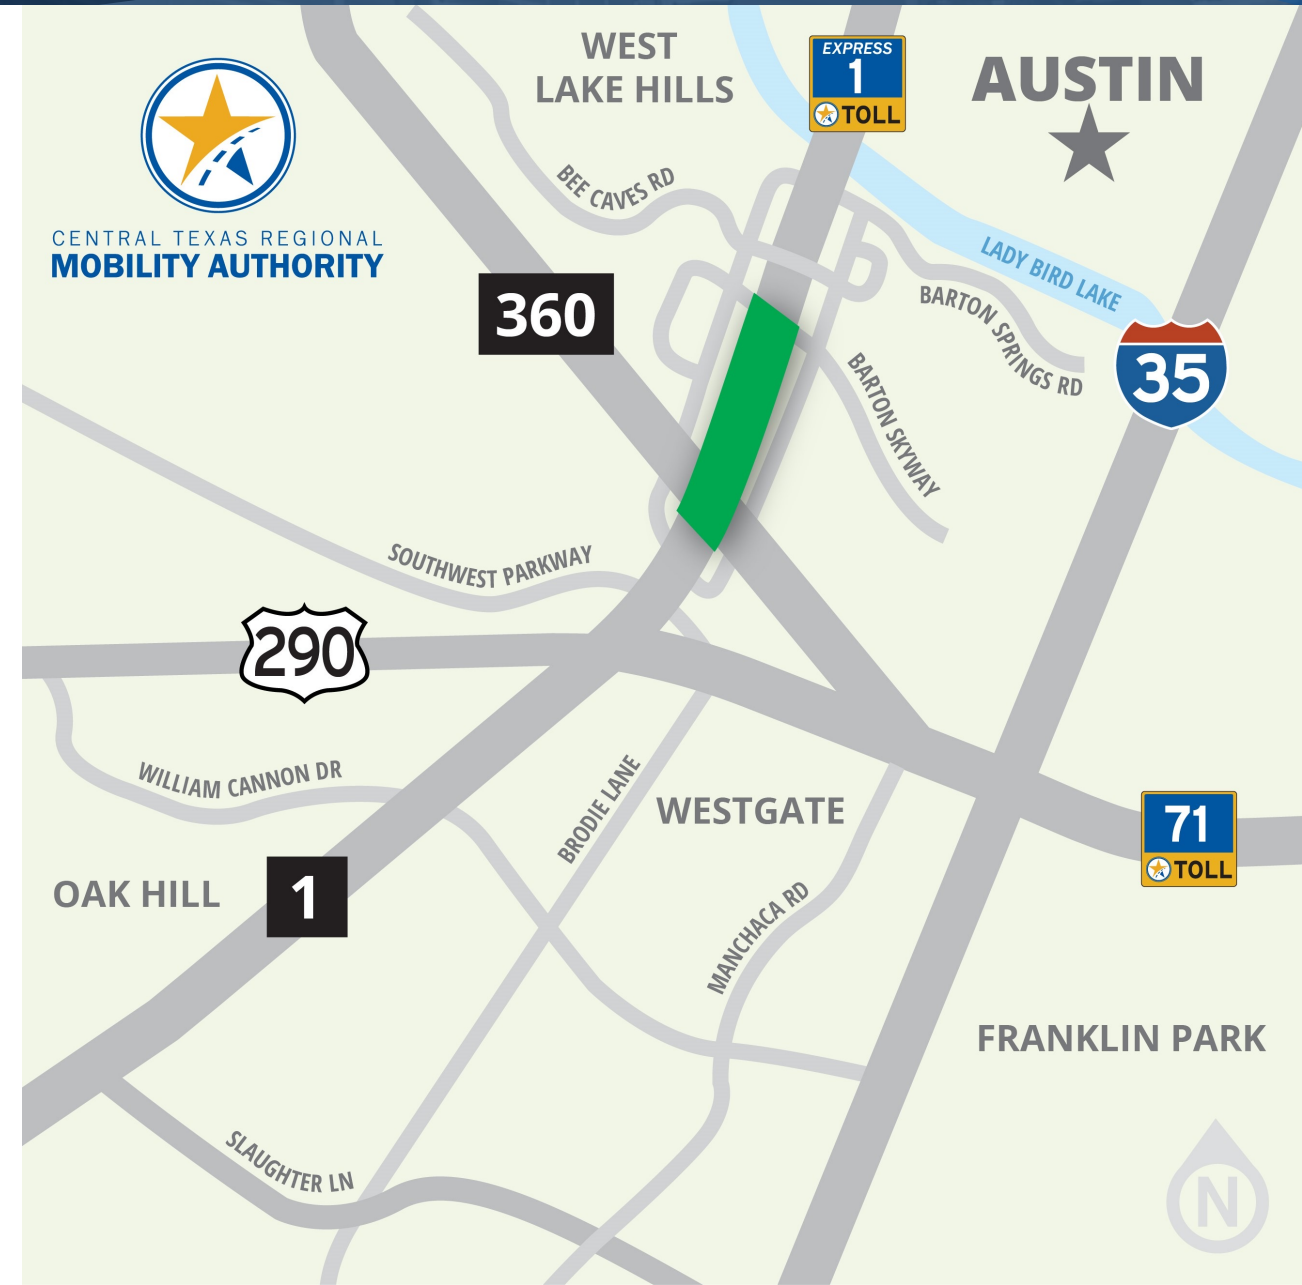 WEST
LAKE HILLS
EXPRESS
1
TOLL
AUSTIN
CENTRAL TEXAS REGIONAL
MOBILITY AUTHORITY
BEE CAVES RD
LADY BIRD LAKE
360
BARTON SPRINGS RD
35
BARTON SKYWAY
SOUTHWEST PARKWAY
290
WILLIAM CANNON DR
BRODIE LANE
WESTGATE
71
TOLL
OAK HILL
1
MANCHACA RD
FRANKLIN PARK
SLAUGHTER LN
N